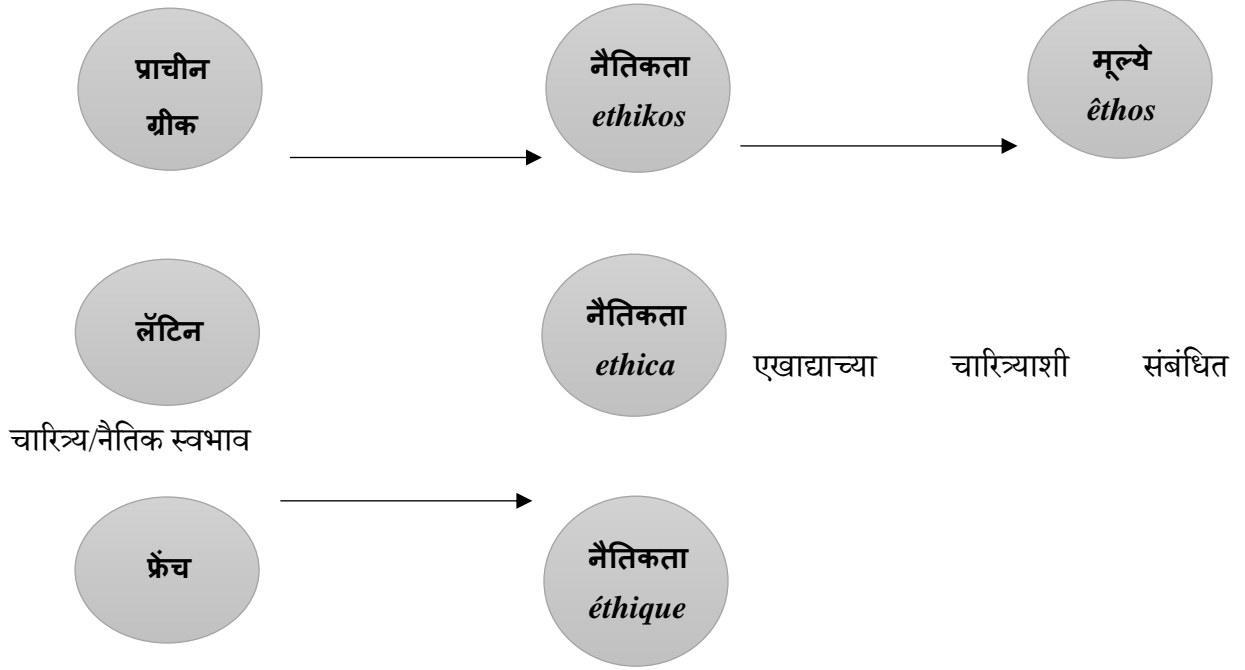 प्राचीन
ग्रीक
नैतिकता
ethikos
मूल्ये
êthos
लॅटिन
नैतिकता
ethica
एखाद्याच्या चारित्र्याशी संबंधित
चारित्र्य/नैतिक स्वभाव
फ्रेंच
नैतिकता
éthique